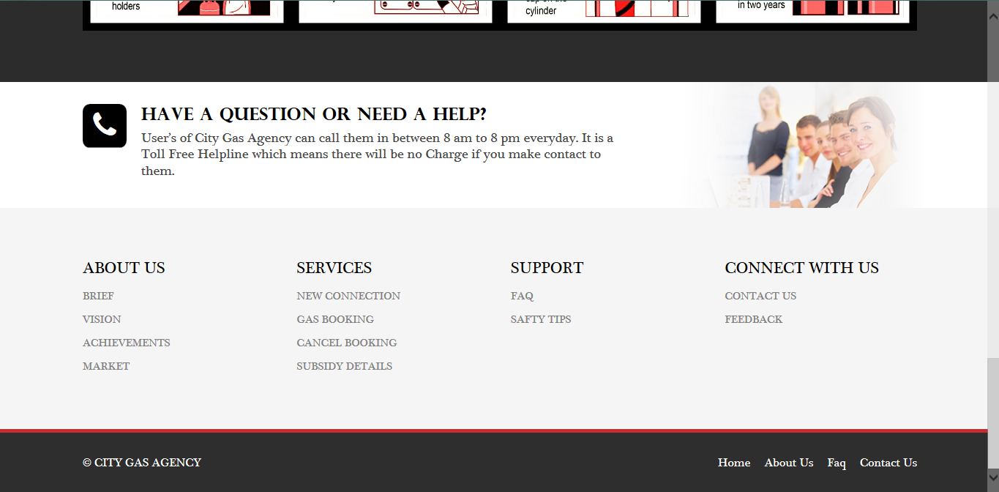 holders
cylinder
in two years
HAVE A QUESTION OR NEED A HELP?
User's of City Gas Agency can call them in between 8 am to 8 pm everyday. It is a
Toll Free Helpline which means there will be no Charge if you make contact to
them.
ABOUT US
BRIEF
VISION
ACHIEVEMENTS
MARKET
SERVICES
NEW CONNECTION
GAS BOOKING
CANCEL BOOKING
SUBSIDY DETAILS
SUPPORT
FAQ
SAFTY TIPS
CONNECT WITH US
CONTACT US
FEEDBACK
© CITY GAS AGENCY
Home About Us Faq Contact Us